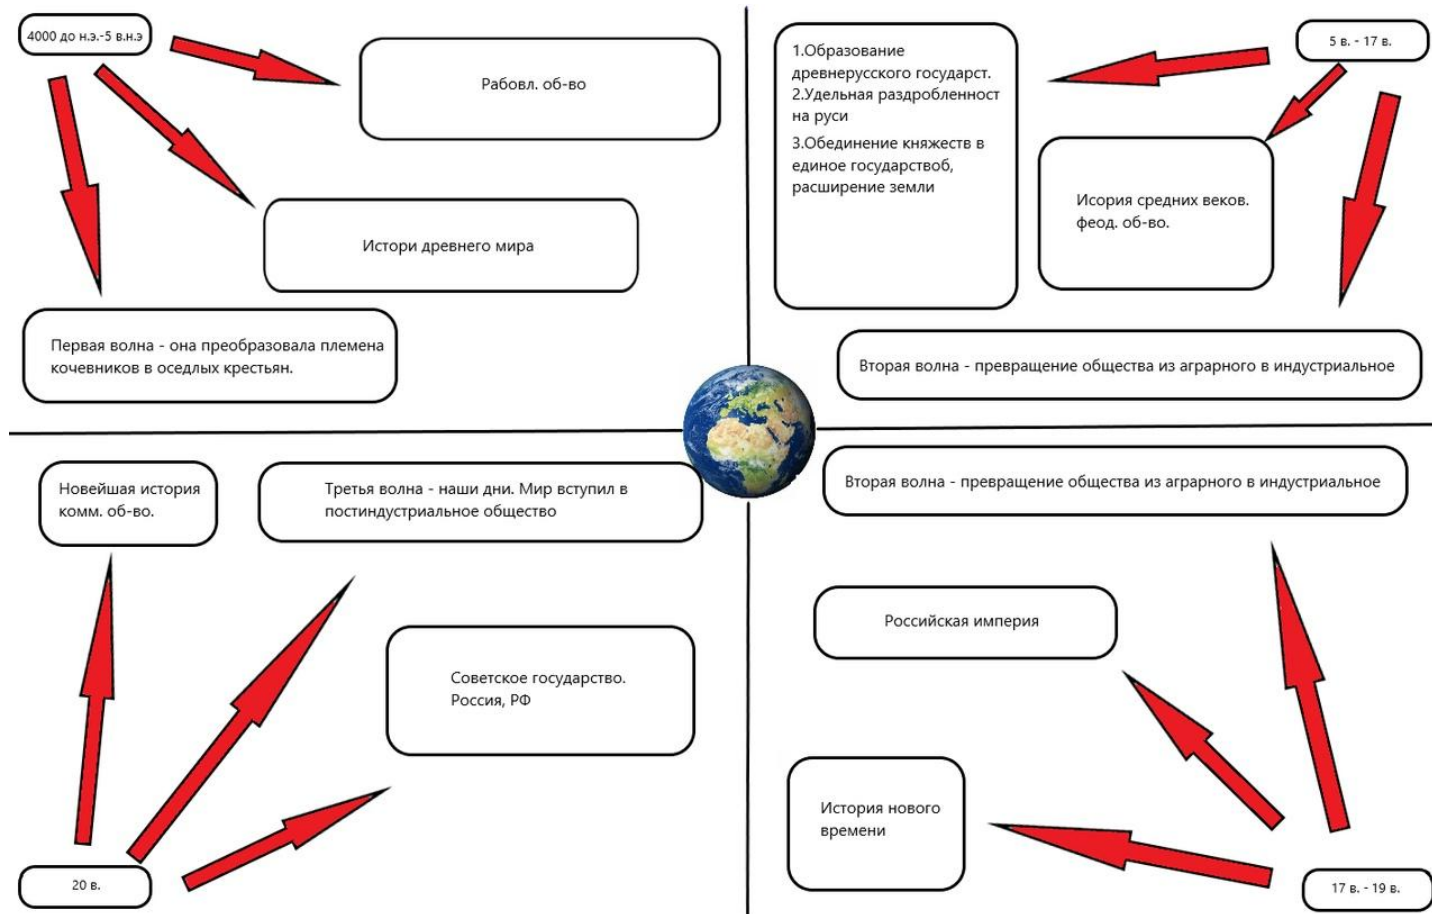 4000 до н.э.-5 в.н.э
Рабовл. об-во
Истори древнего мира
Первая волна - она преобразовала племена
кочевников в оседлых крестьян.
5 в. - 17 в.
1.Образование
древнерусского государст.
2.Удельная раздробленност
на руси
3.Обединение княжеств в
единое государствоб,
расширение земли
Исория средних веков.
феод. об-во.
Вторая волна - превращение общества из аграрного в индустриальное
Новейшая история
комм. об-во.
Третья волна - наши дни. Мир вступил в
постиндустриальное общество
Советское государство.
Россия, РФ
20 в.
Вторая волна - превращение общества из аграрного в индустриальное
Российская империя
История нового
времени
17 в. - 19 в.